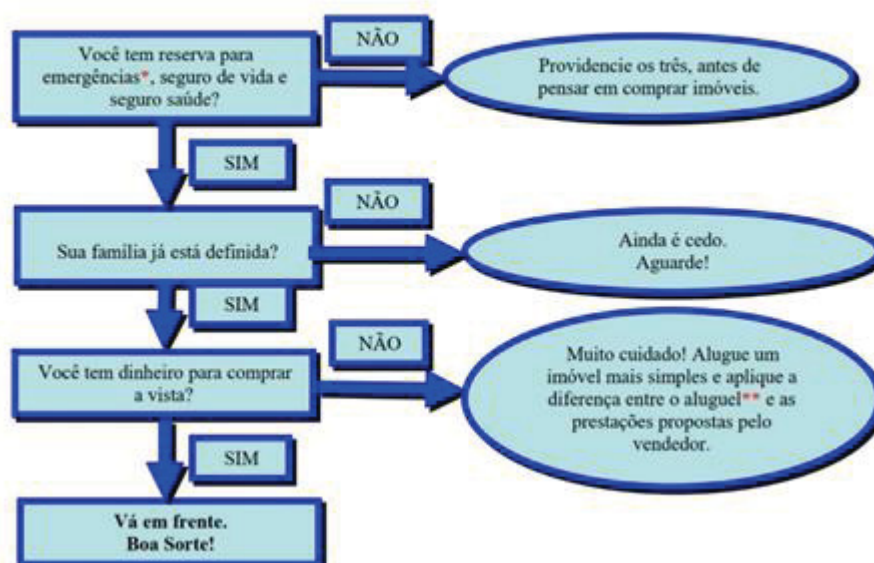 Você tem reserva para
emergências*, seguro de vida e
seguro saúde?
NÃO
Providencie os três, antes de
pensar em comprar imóveis.
SIM
Sua família já está definida?
NÃO
Ainda é cedo.
Aguarde!
SIM
Você tem dinheiro para comprar
a vista?
NÃO
Muito cuidado! Alugue um
imóvel mais simples e aplique a
diferença entre o aluguel** e as
prestações propostas pelo
vendedor.
SIM
Vá em frente.
Boa Sorte!